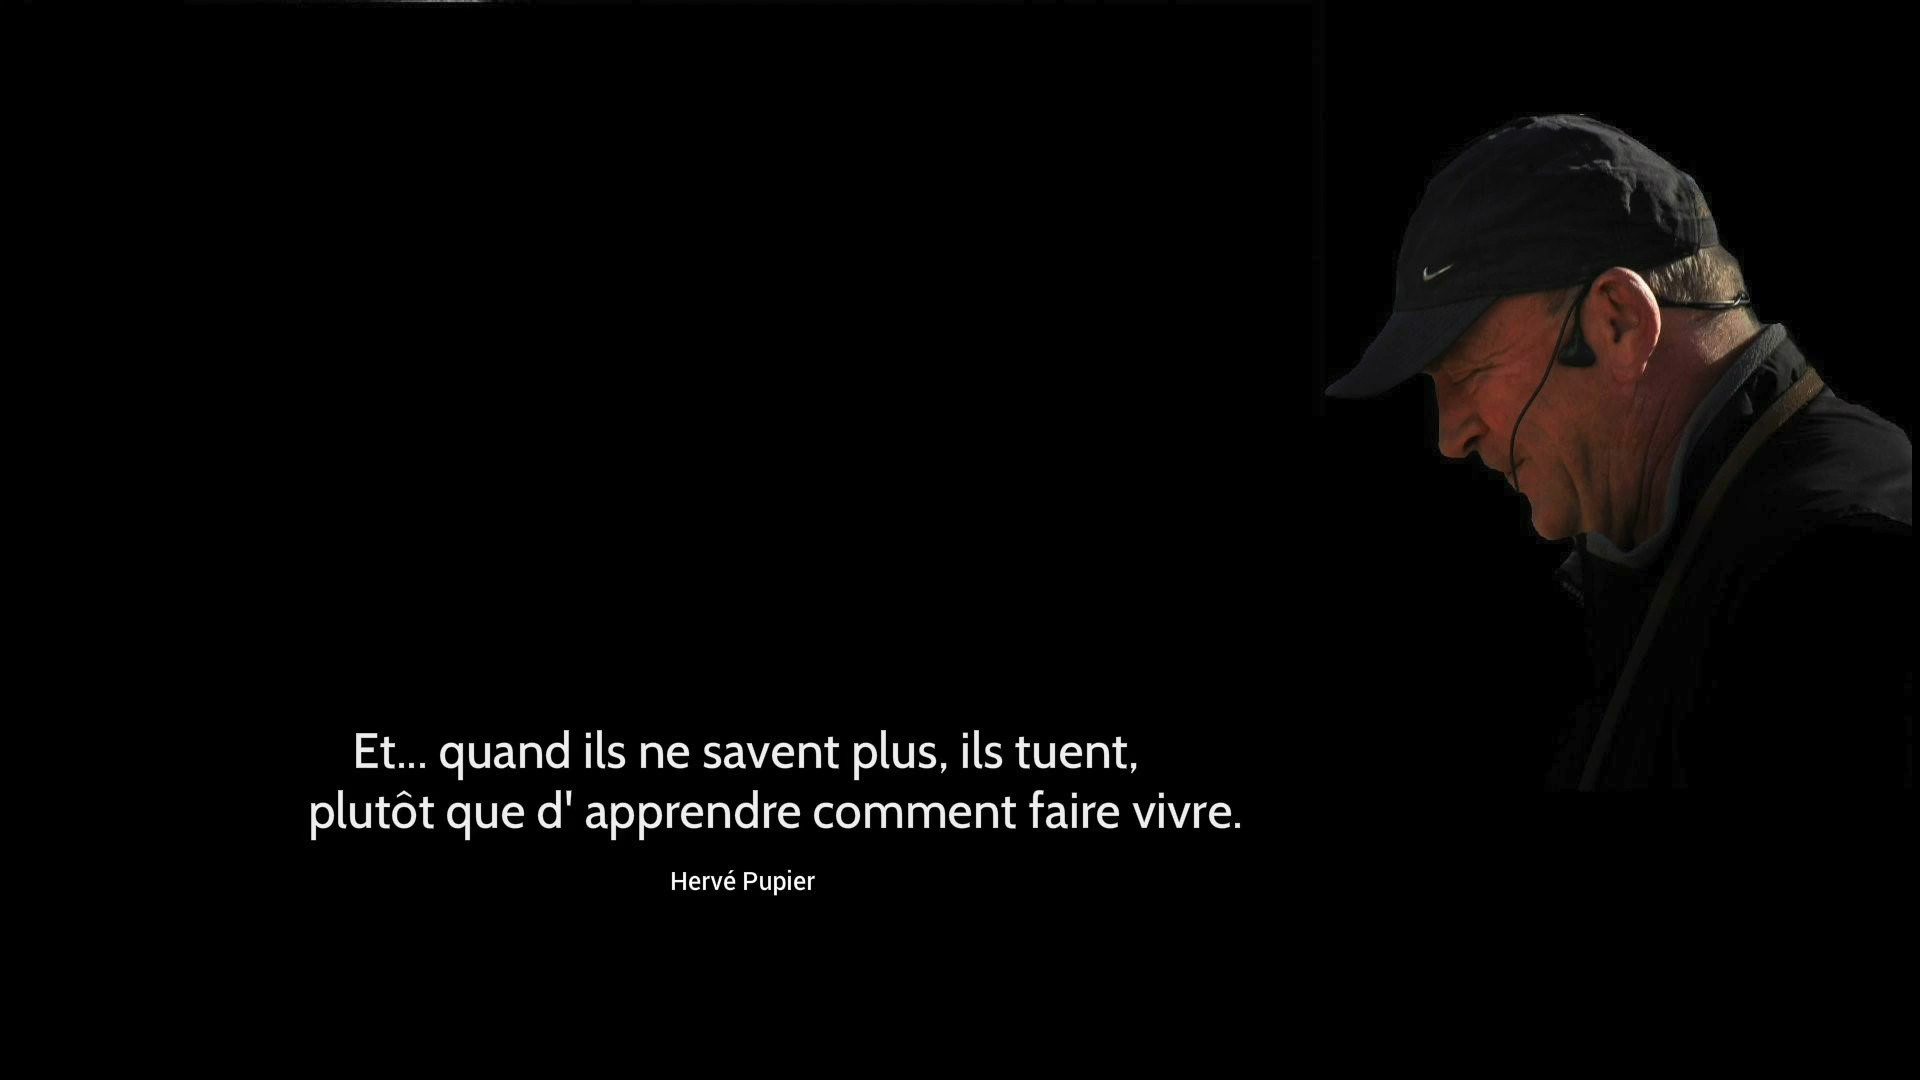 Et... quand ils ne savent plus, ils tuent,
plutôt que d' apprendre comment faire vivre.
Hervé Pupier